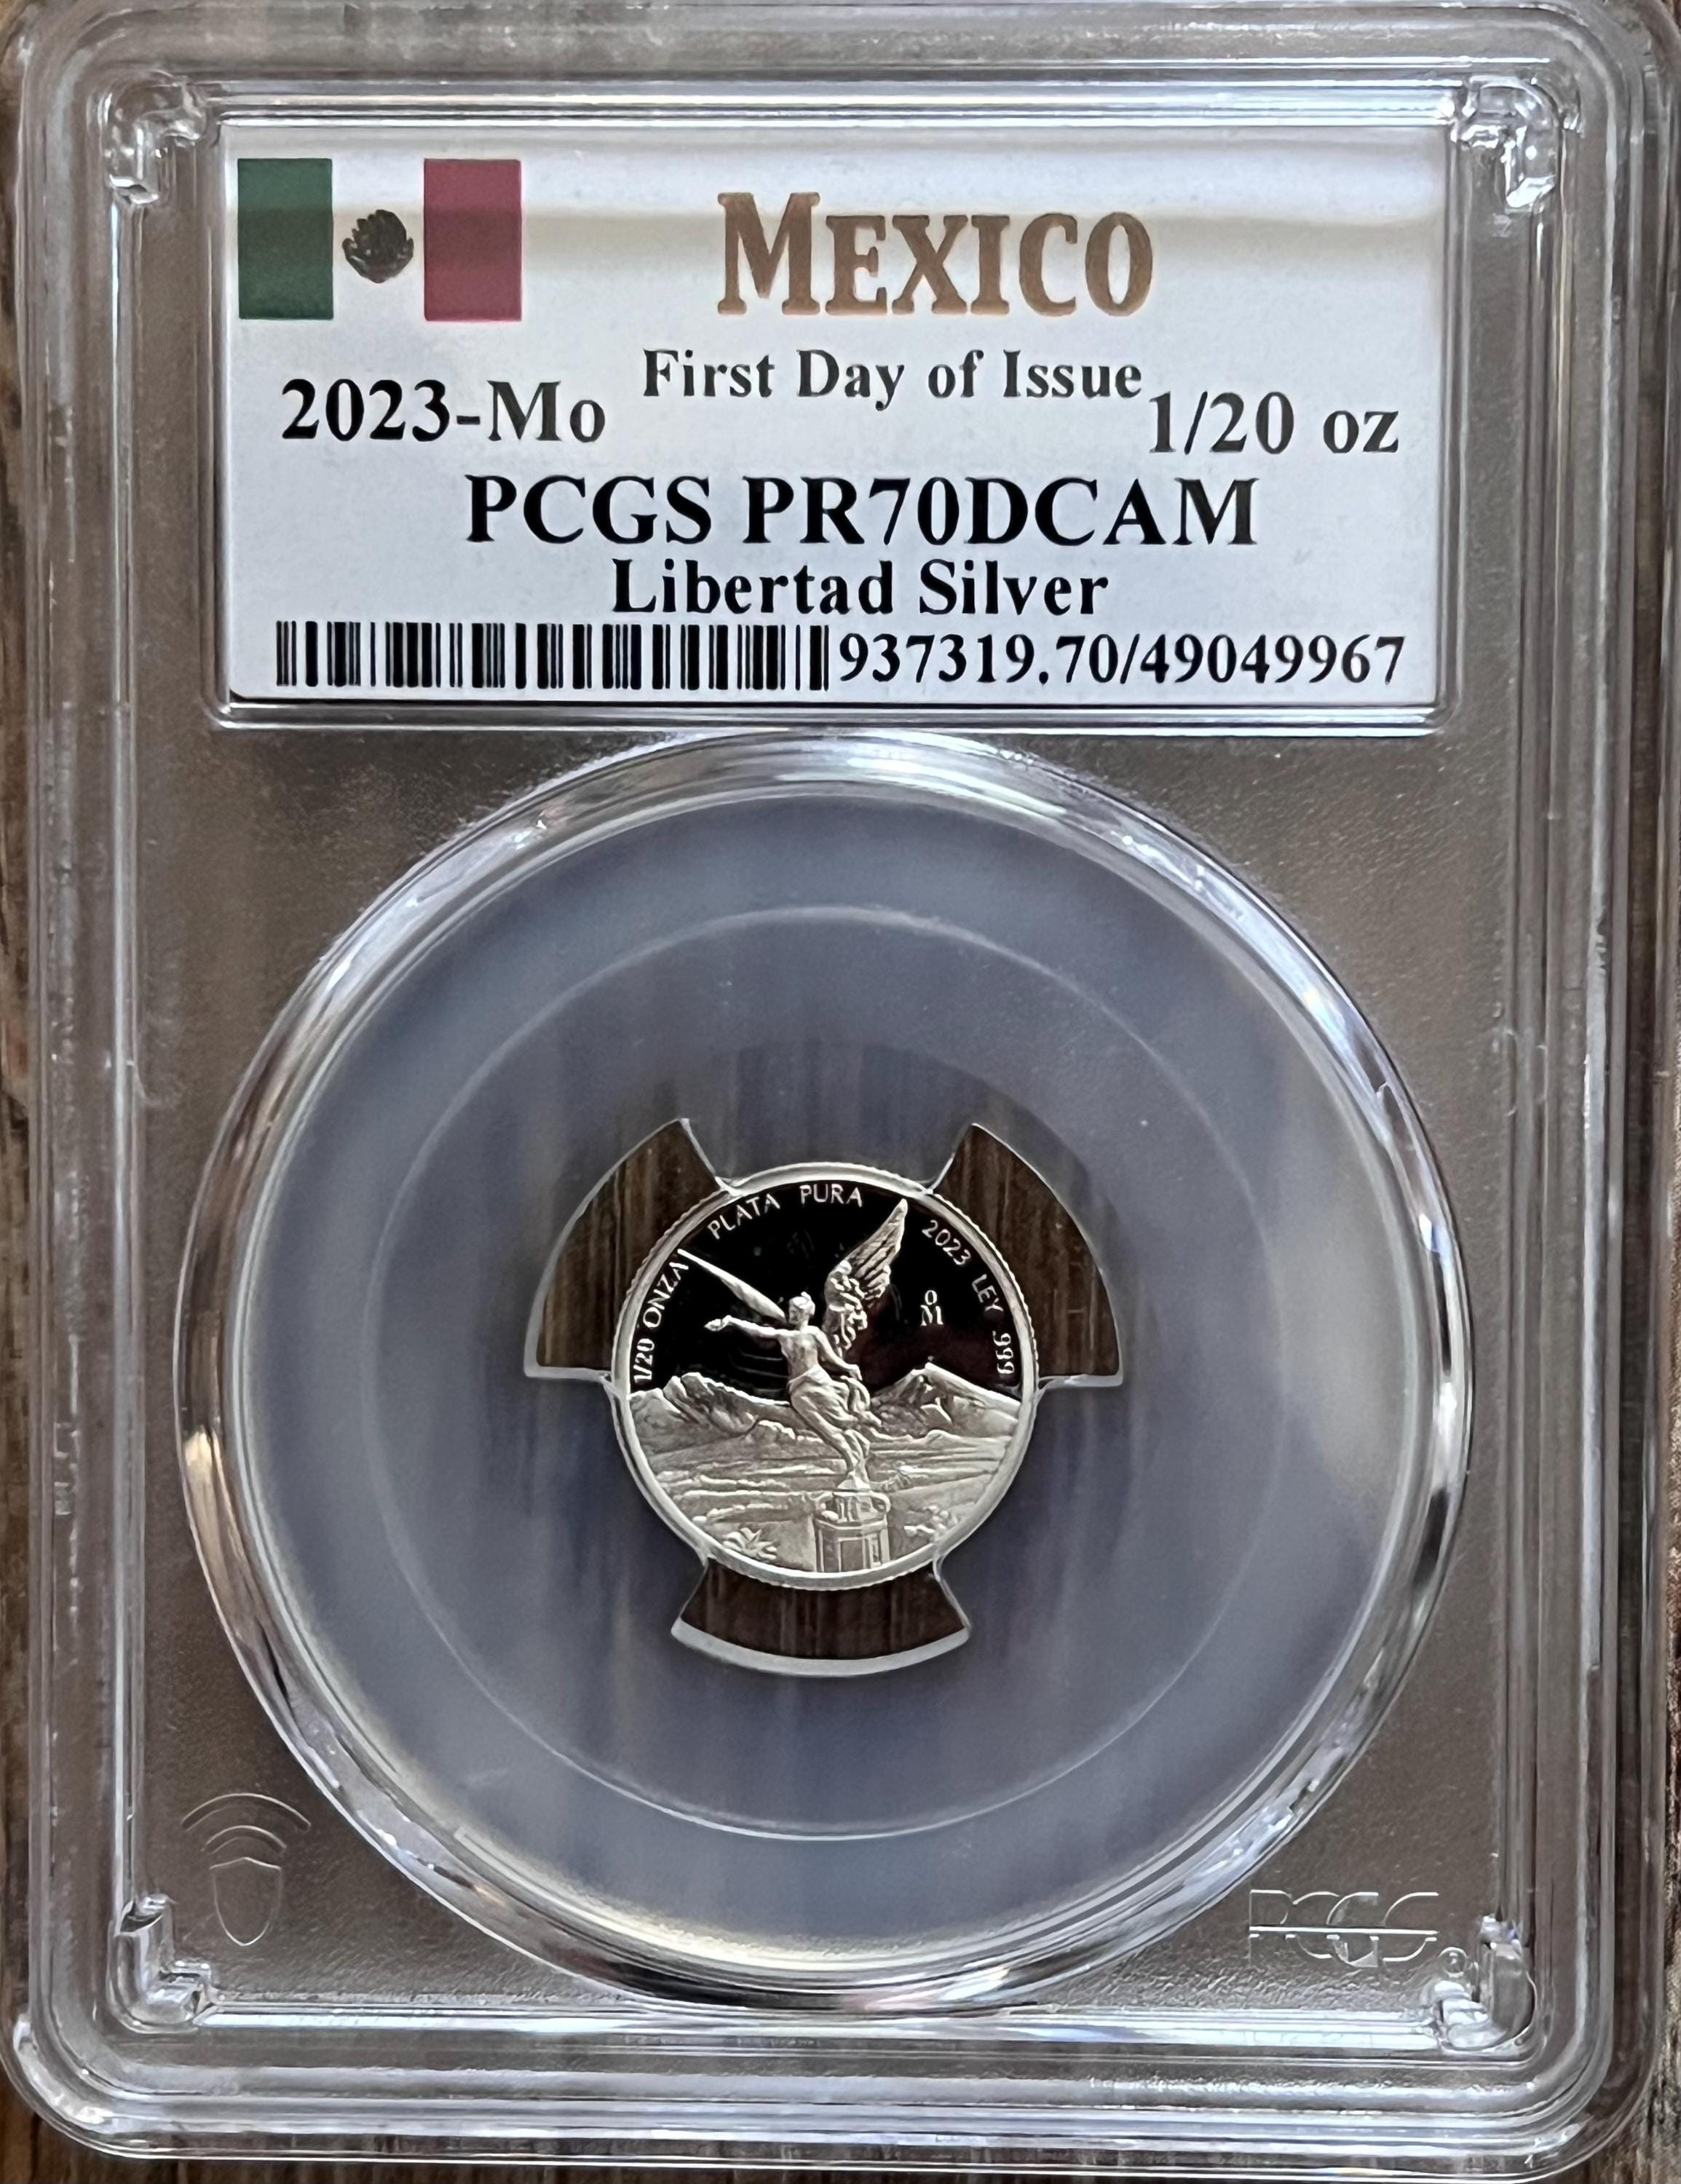 MEXICO
First Day of Issue
2023-Mo
1/20 oz
PCGS PR70DCAM
Libertad Silver
937319.70/49049967
1/20 ONZA PLATA PURA 2023 LEY .999
Mo
PCGS®